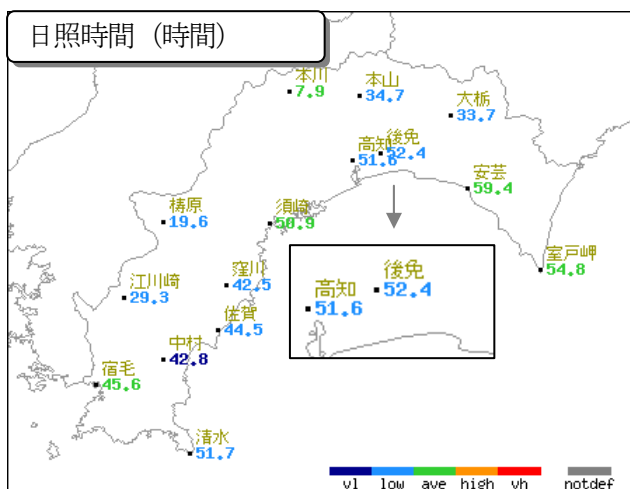 日照時間 (時間)
本川
7.9
本山
34.7
大栃
33.7
高知
51.6
後免
52.4
安芸
59.4
室戸岬
54.8
梼原
19.6
須崎
50.9
江川崎
29.3
窪川
42.5
佐賀
44.5
中村
42.8
宿毛
45.6
清水
51.7
後免
52.4
高知
51.6
vl low ave high vh notdef